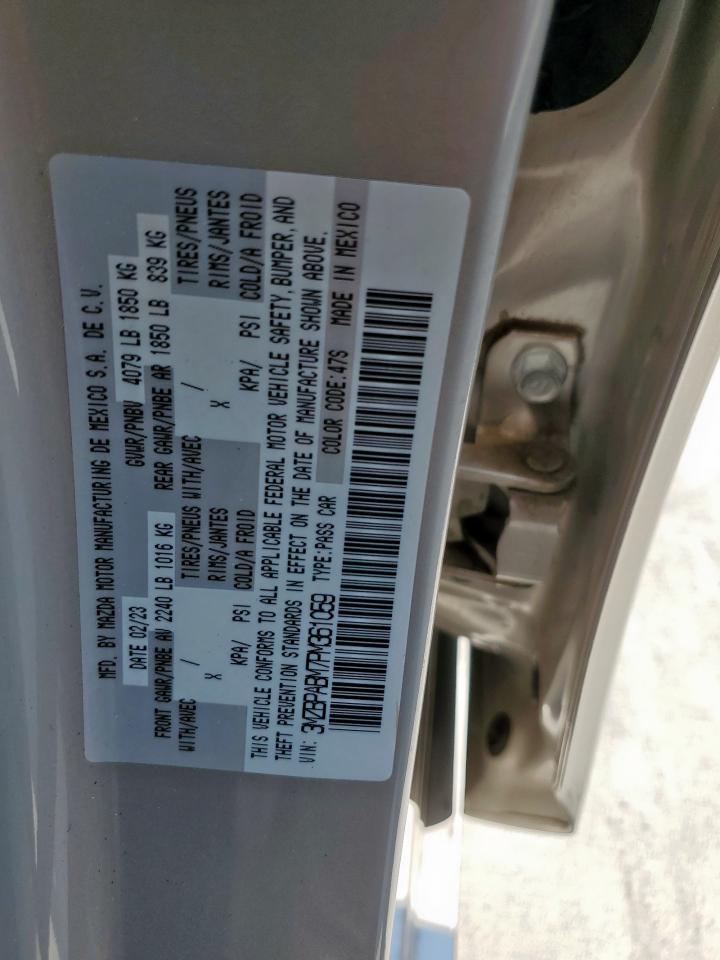 MFD. BY MAZDA MOTOR MANUFACTURING DE MEXICO S.A. DE C.V.
DATE 02/23 GVWR/PNBV 4079 LB 1850 KG
FRONT GAWR/PNBE AV 2240 LB 1016 KG REAR GAWR/PNBE AR 1850 LB 839 KG
WITH/AVEC / TIRES/PNEUS WITH/AVEC / TIRES/PNEUS
X RIMS/JANTES X RIMS/JANTES
KPA/ PSI COLD/A FROID KPA/ PSI COLD/A FROID
THIS VEHICLE CONFORMS TO ALL APPLICABLE FEDERAL MOTOR VEHICLE SAFETY, BUMPER, AND
THEFT PREVENTION STANDARDS IN EFFECT ON THE DATE OF MANUFACTURE SHOWN ABOVE.
VIN: 3MZBPABM7PM361059 TYPE:PASS CAR COLOR CODE:47S MADE IN MEXICO